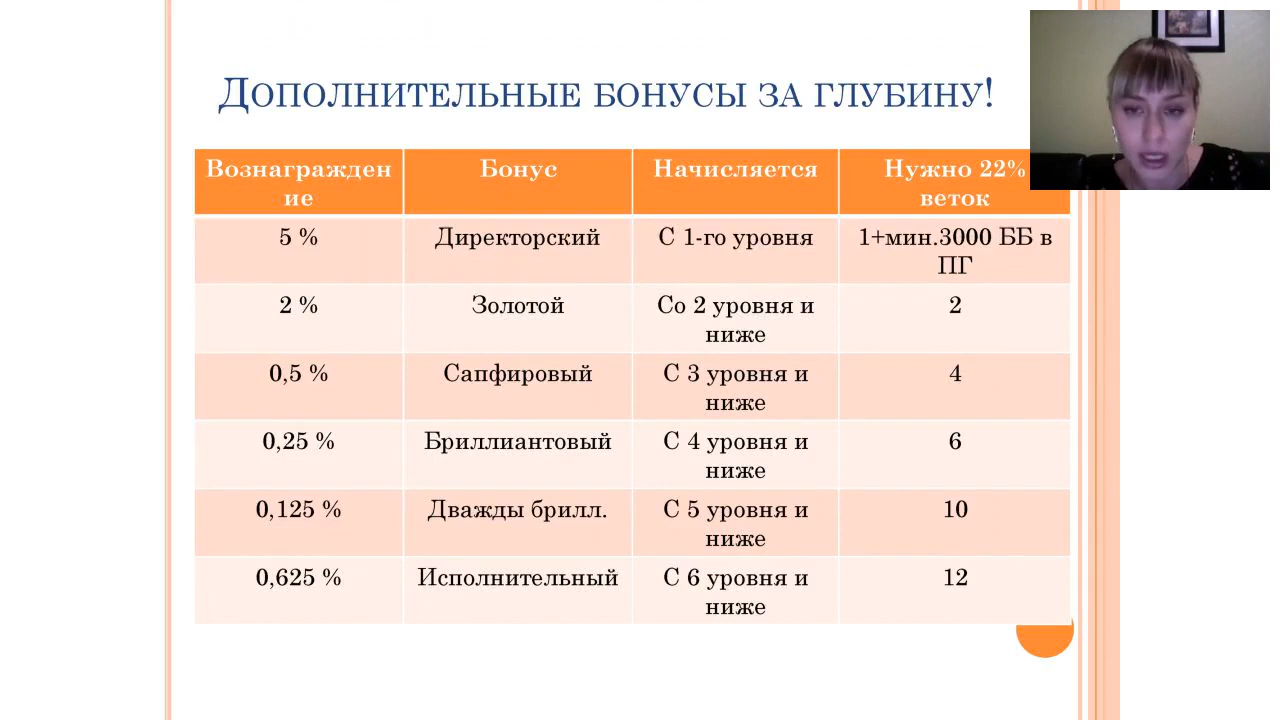 Дополнительные бонусы за глубину!
Вознагражден
ие
Бонус
Начисляется
Нужно 22%
веток
5 %
Директорский
С 1-го уровня
1+мин.3000 ББ в
ПГ
2 %
Золотой
Со 2 уровня и
ниже
2
0,5 %
Сапфировый
С 3 уровня и
ниже
4
0,25 %
Бриллиантовый
С 4 уровня и
ниже
6
0,125 %
Дважды брилл.
С 5 уровня и
ниже
10
0,625 %
Исполнительный
С 6 уровня и
ниже
12